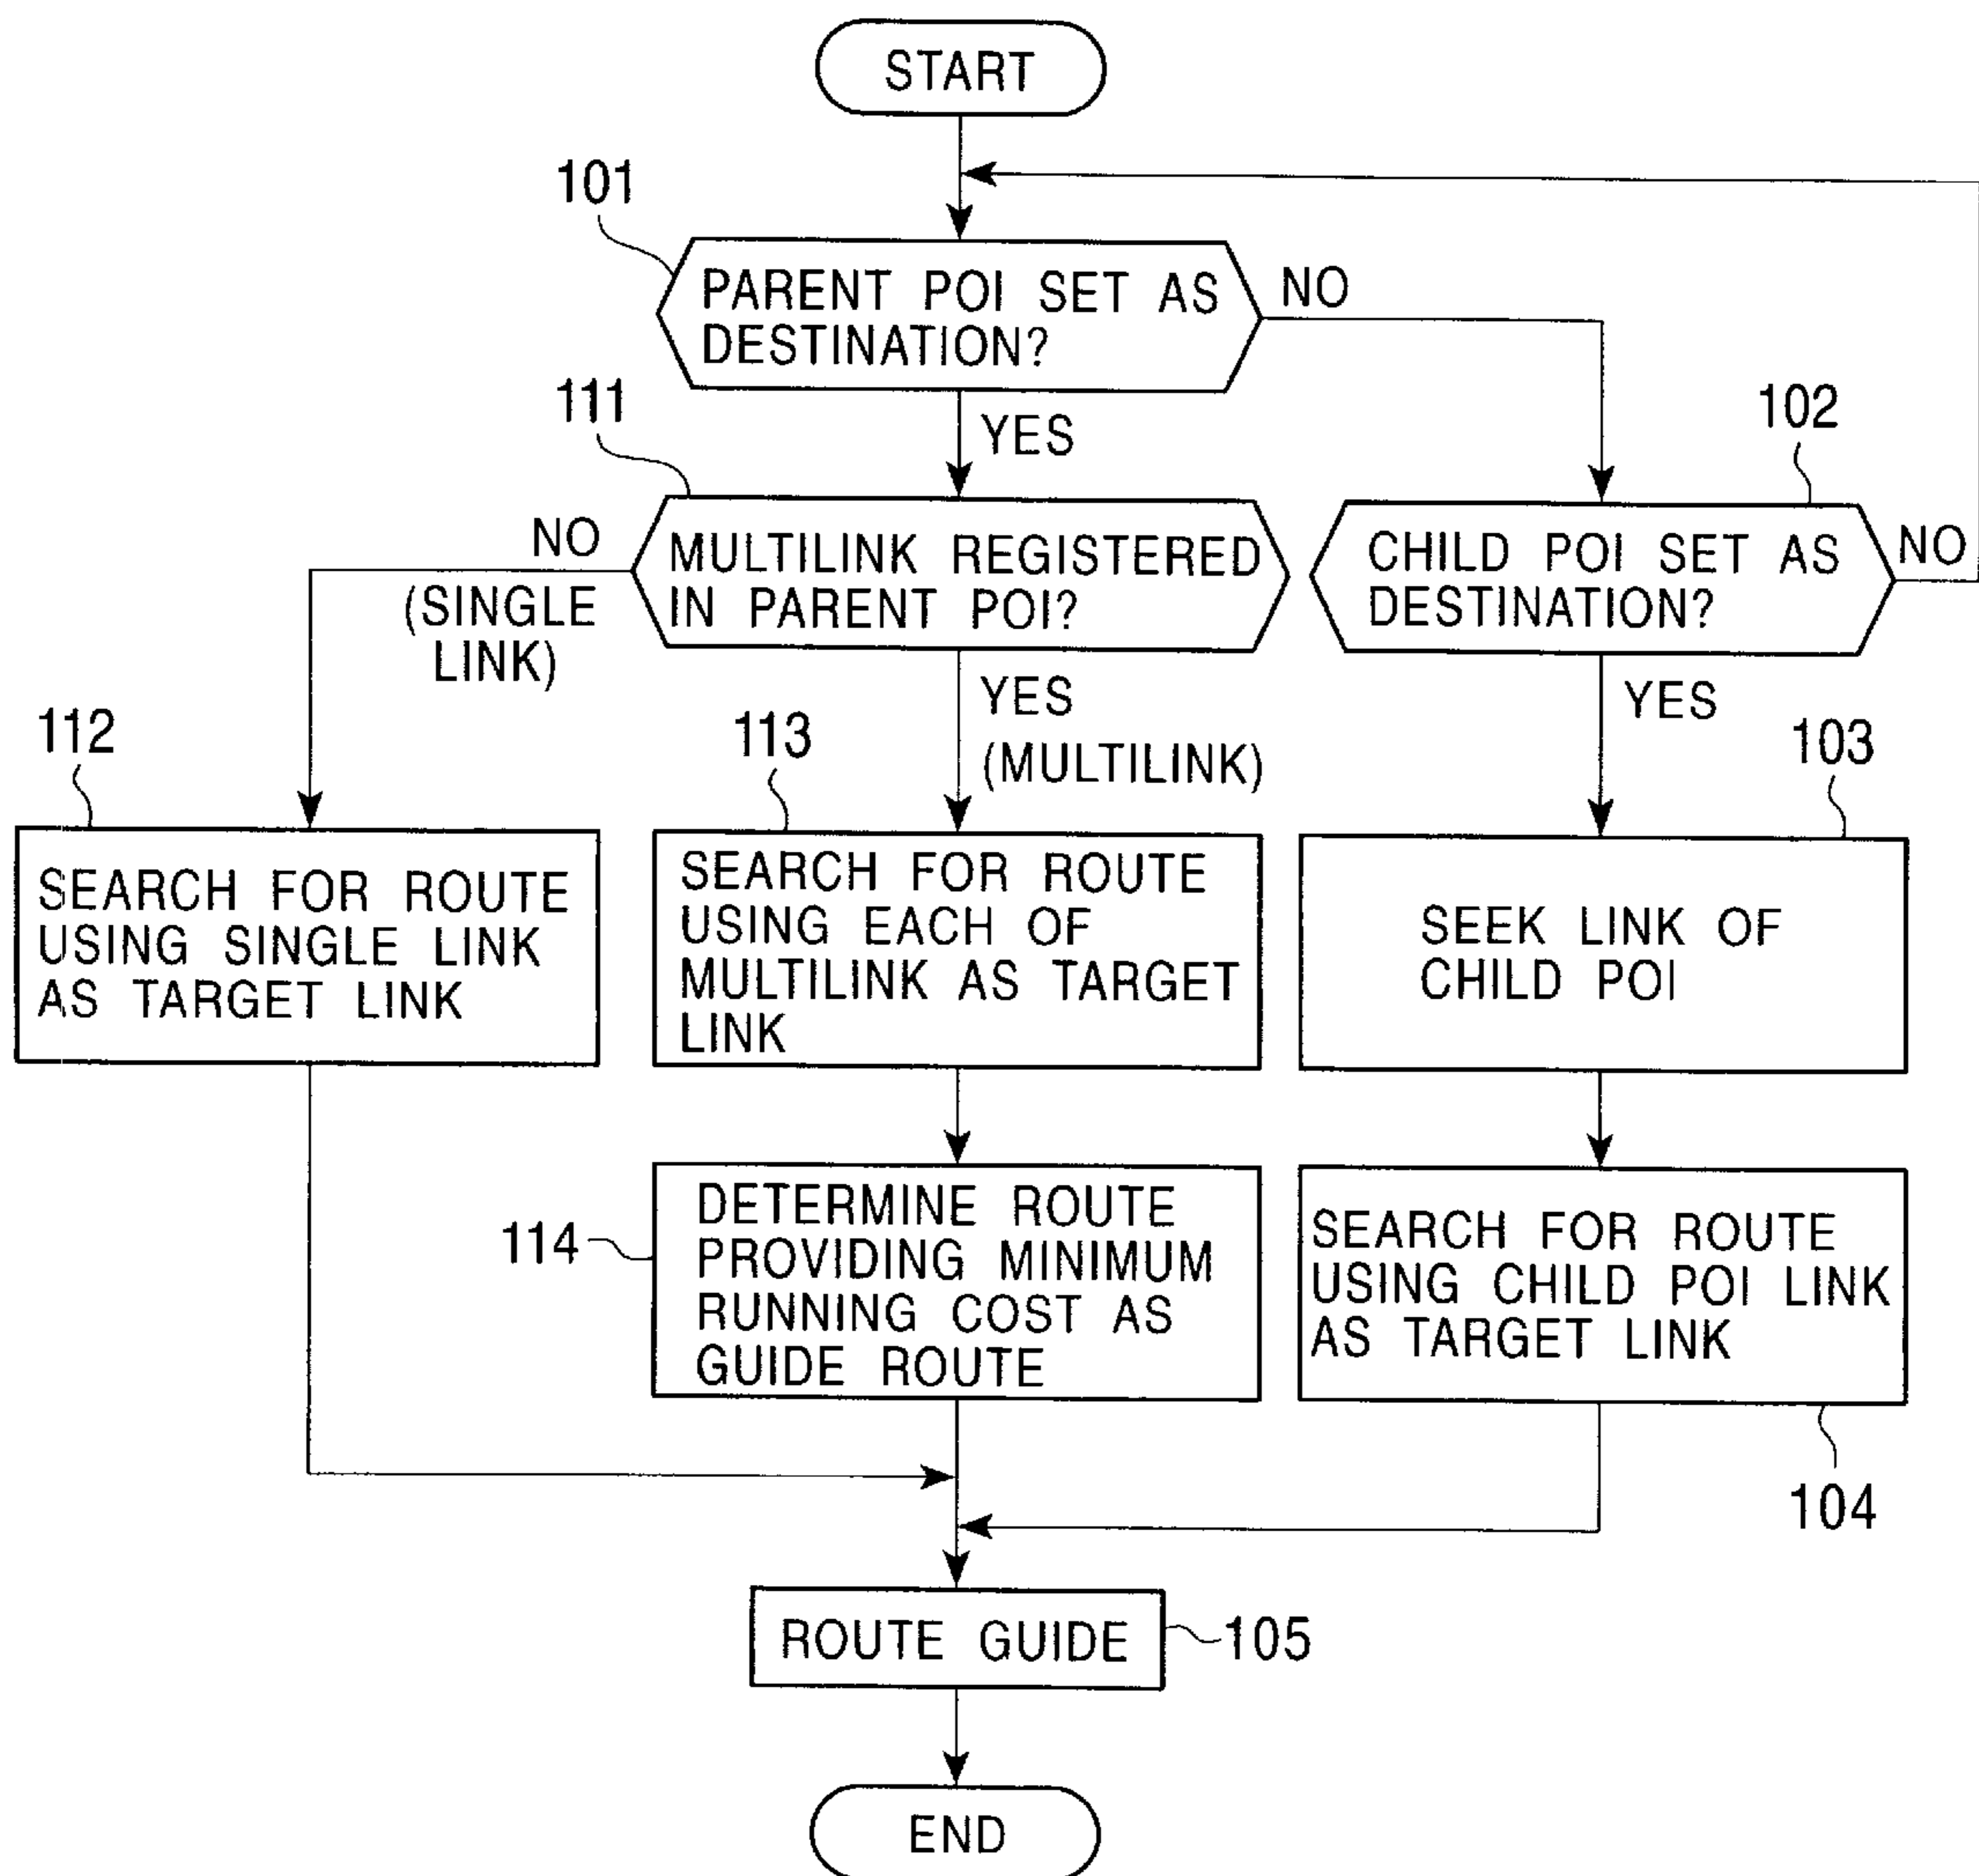 START
101
PARENT POI SET AS
DESTINATION?
NO
YES
111
102
NO
(SINGLE
LINK)
MULTILINK REGISTERED
IN PARENT POI?
CHILD POI SET AS
DESTINATION?
NO
YES
(MULTILINK)
YES
112
113
103
SEARCH FOR ROUTE
USING SINGLE LINK
AS TARGET LINK
SEARCH FOR ROUTE
USING EACH OF
MULTILINK AS TARGET
LINK
SEEK LINK OF
CHILD POI
114
DETERMINE ROUTE
PROVIDING MINIMUM
RUNNING COST AS
GUIDE ROUTE
SEARCH FOR ROUTE
USING CHILD POI LINK
AS TARGET LINK
104
ROUTE GUIDE
105
END